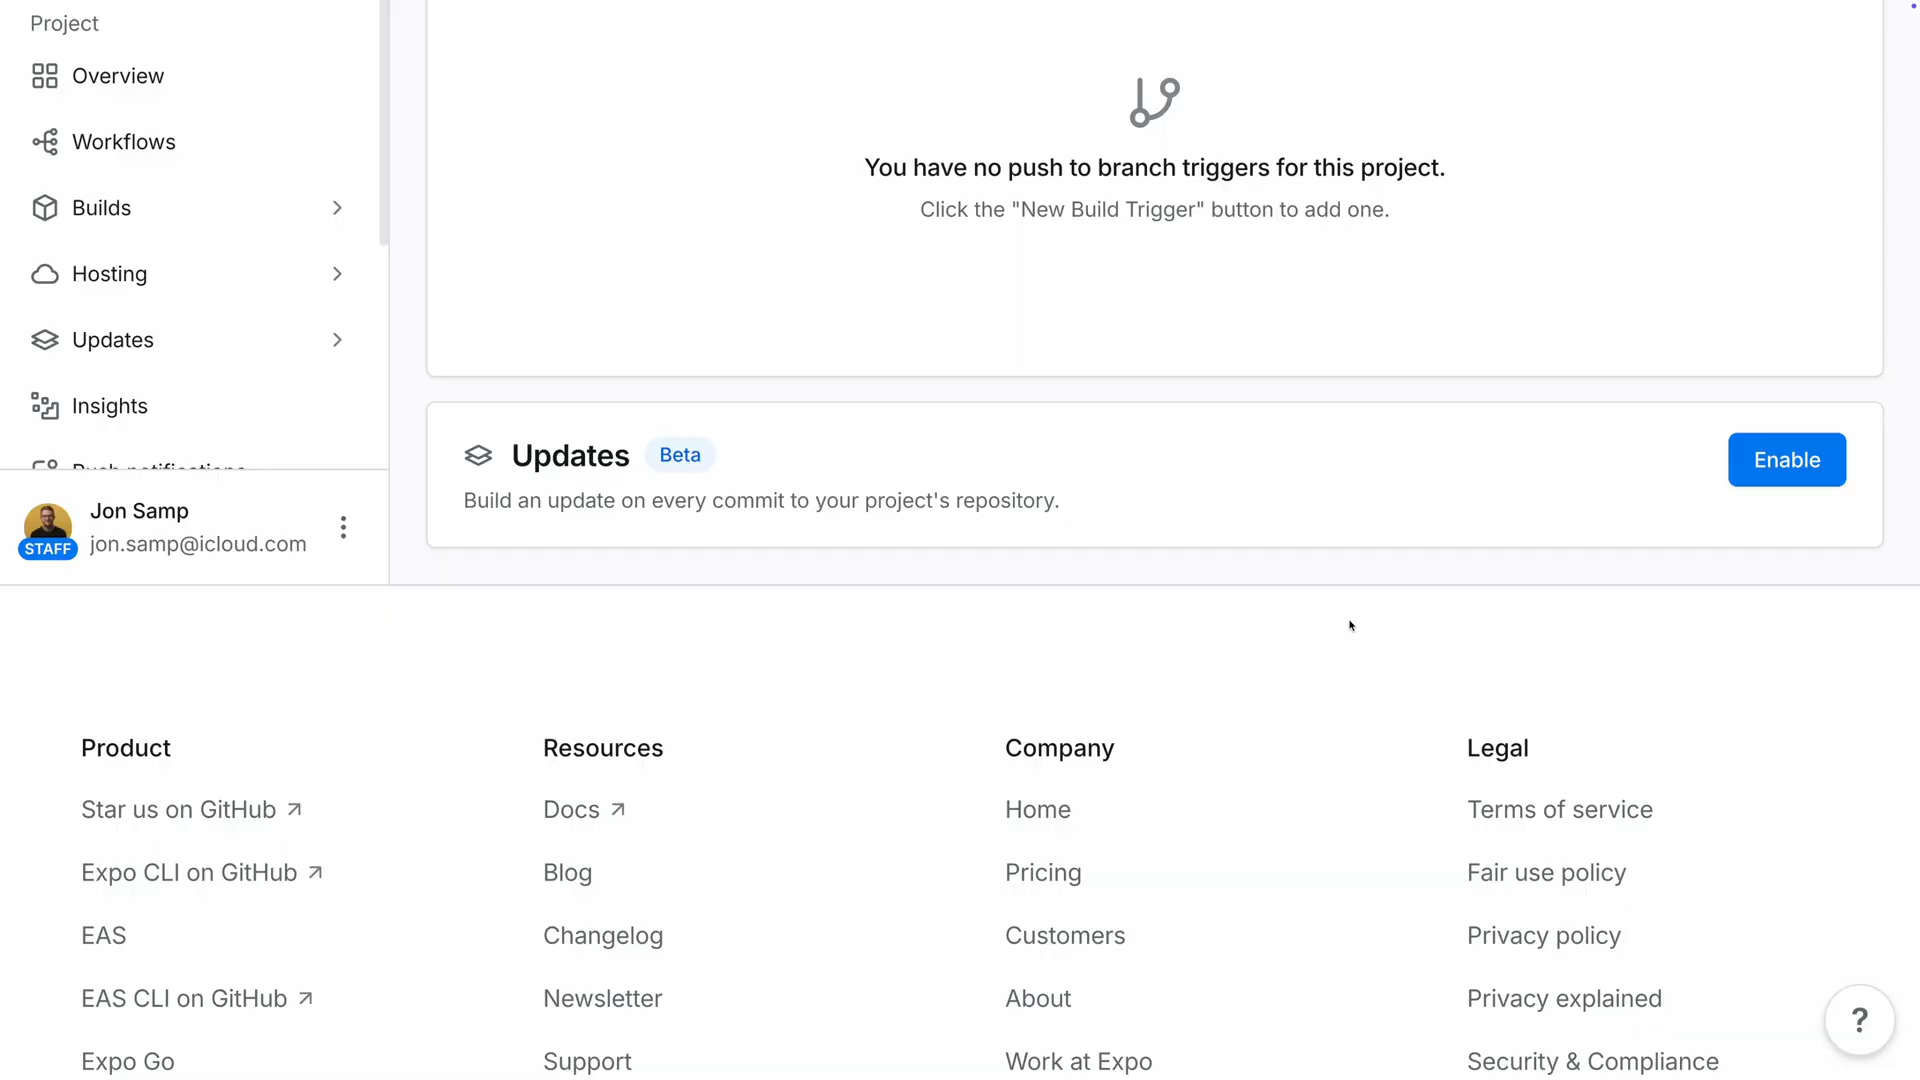 Project
Overview
Workflows
Builds
Hosting
Updates
Insights
Push notifications
Jon Samp
STAFF
jon.samp@icloud.com
You have no push to branch triggers for this project.
Click the "New Build Trigger" button to add one.
Updates
Beta
Build an update on every commit to your project's repository.
Enable
Product
Star us on GitHub
Expo CLI on GitHub
EAS
EAS CLI on GitHub
Expo Go
Resources
Docs
Blog
Changelog
Newsletter
Support
Company
Home
Pricing
Customers
About
Work at Expo
Legal
Terms of service
Fair use policy
Privacy policy
Privacy explained
Security & Compliance
?